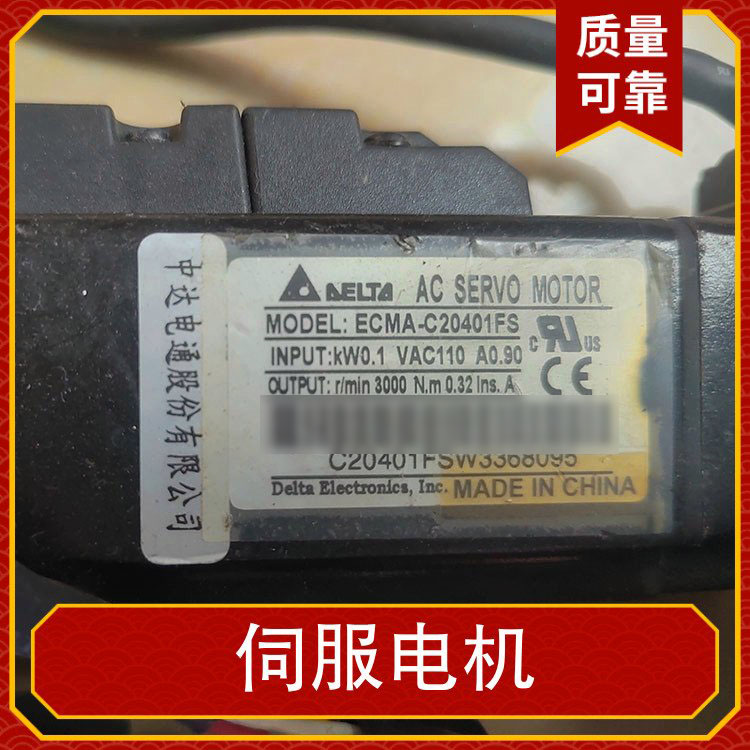 质量
可靠
中达电通股份有限公司
DELTA AC SERVO MOTOR
MODEL: ECMA-C20401FS
INPUT:kW0.1 VAC110 A0.90
C UL US
OUTPUT: r/min 3000 N.m 0.32 Ins. A
CE
C20401FSW3368095
Delta Electronics, Inc. MADE IN CHINA
伺服电机